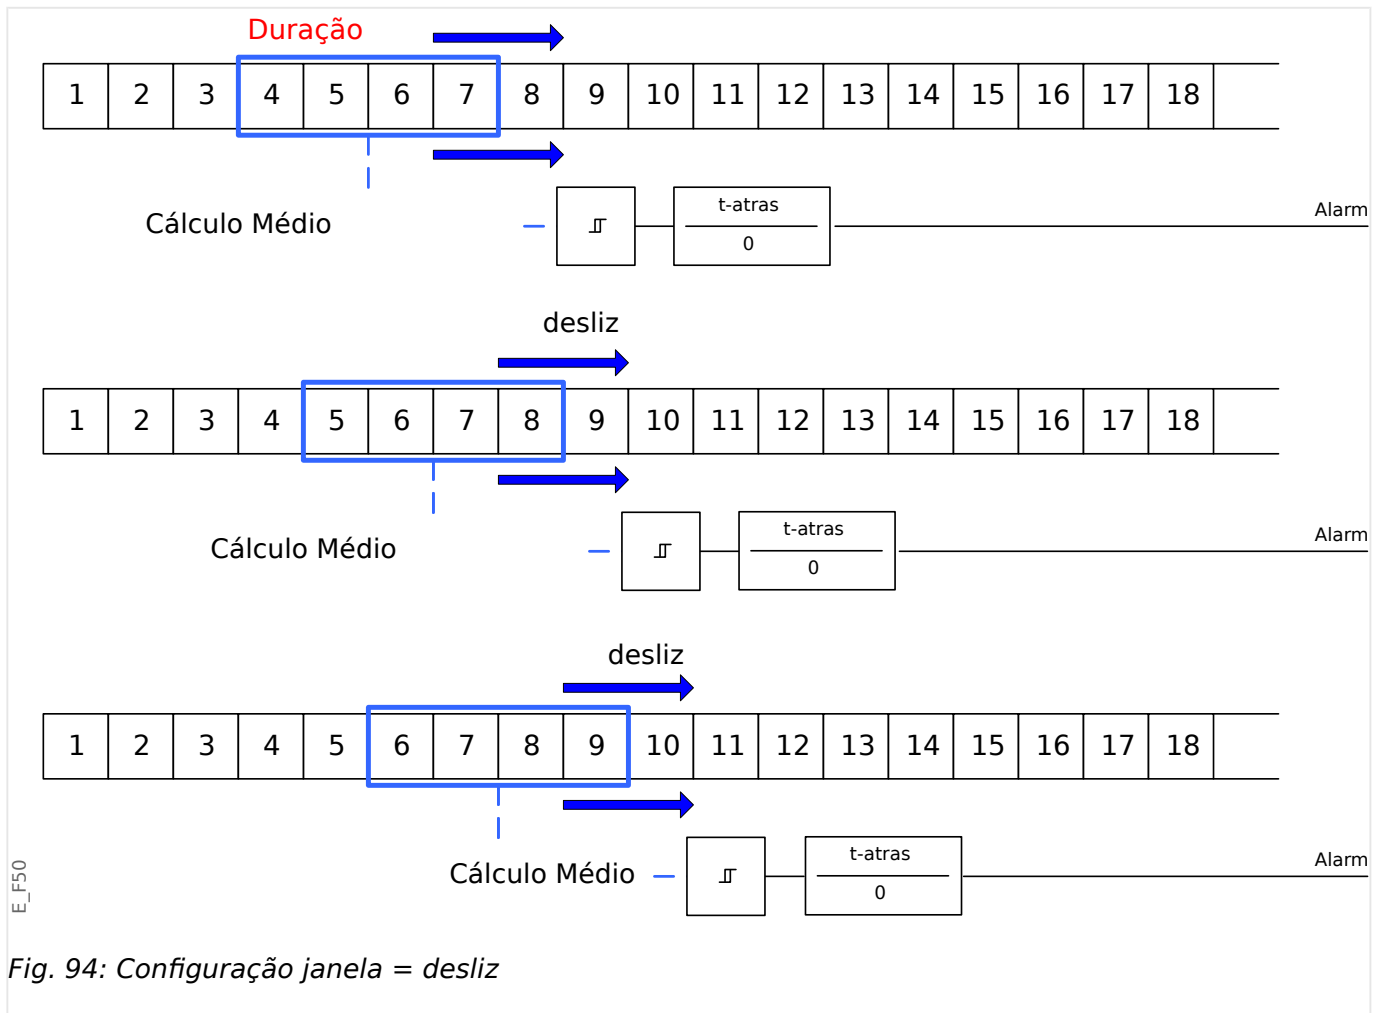 Duração
1 2 3 4 5 6 7 8 9 10 11 12 13 14 15 16 17 18
t-atras
Cálculo Médio
0
Alarm
desliz
1 2 3 4 5 6 7 8 9 10 11 12 13 14 15 16 17 18
t-atras
Cálculo Médio
0
Alarm
desliz
1 2 3 4 5 6 7 8 9 10 11 12 13 14 15 16 17 18
t-atras
Cálculo Médio
0
Alarm
E_F50
Fig. 94: Configuração janela = desliz